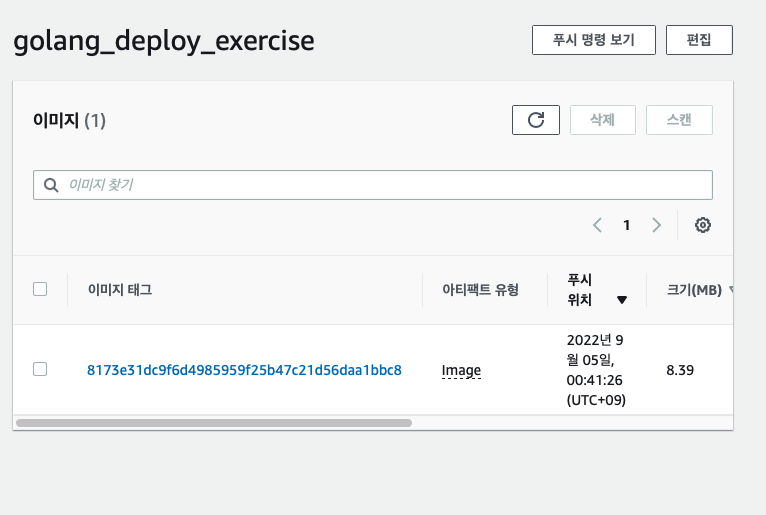 golang_deploy_exercise
푸시 명령 보기
편집
이미지 (1)
삭제
스캔
이미지 찾기
1
이미지 태그
아티팩트 유형
푸시
위치
크기(MB)
8173e31dc9f6d4985959f25b47c21d56daa1bbc8
Image
2022년 9
월 05일,
00:41:26
(UTC+09)
8.39